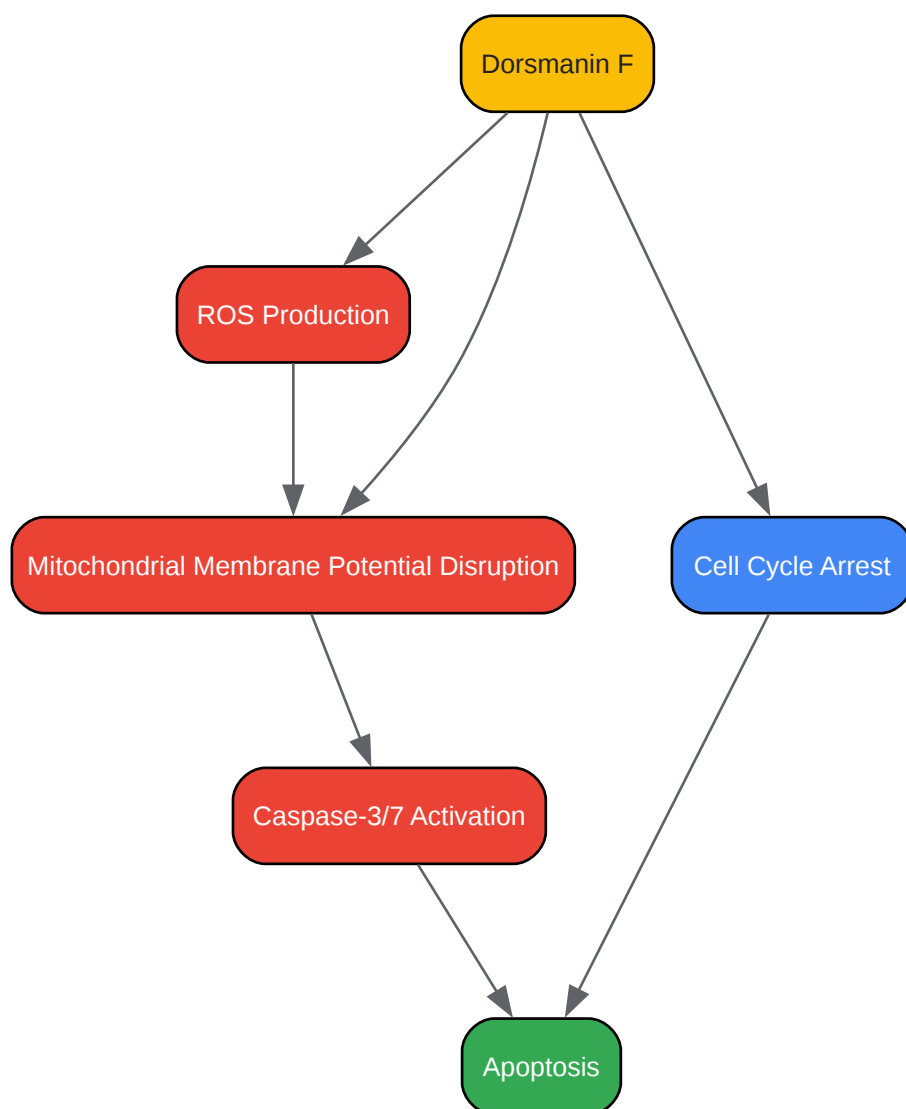 Dorsmanin F
ROS Production
Mitochondrial Membrane Potential Disruption
Cell Cycle Arrest
Caspase-3/7 Activation
Apoptosis